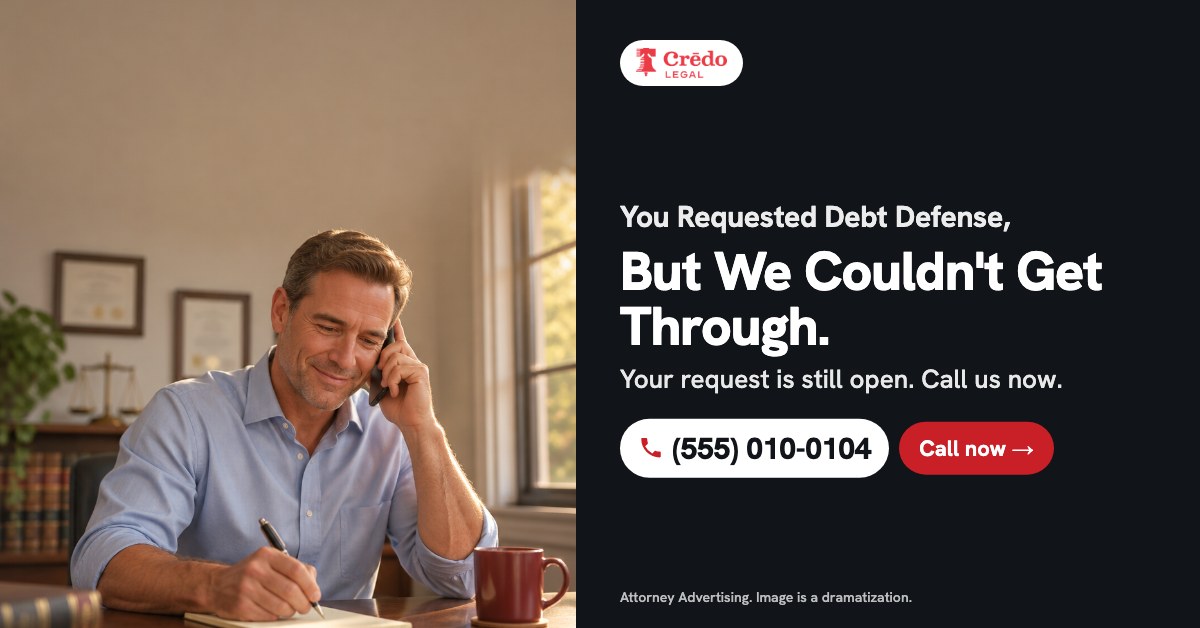 Crēdo
LEGAL
You Requested Debt Defense,
But We Couldn't Get
Through.
Your request is still open. Call us now.
(555) 010-0104
Call now →
Attorney Advertising. Image is a dramatization.